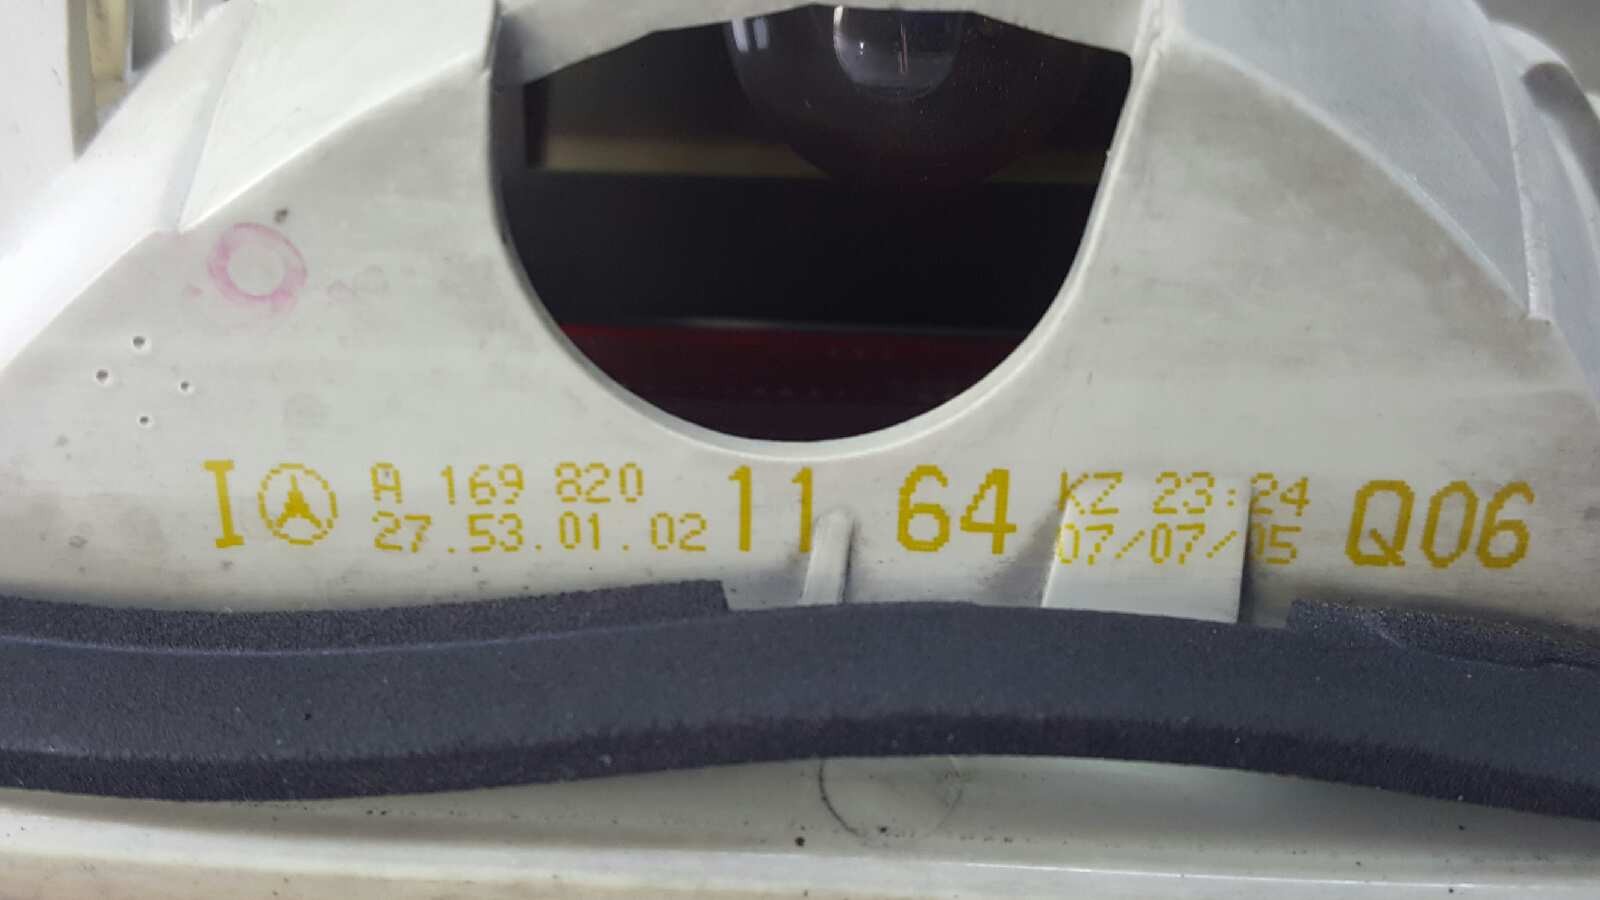 I A 169 820 11 64 KZ 23:24 Q06
27.53.01.02 07/07/05